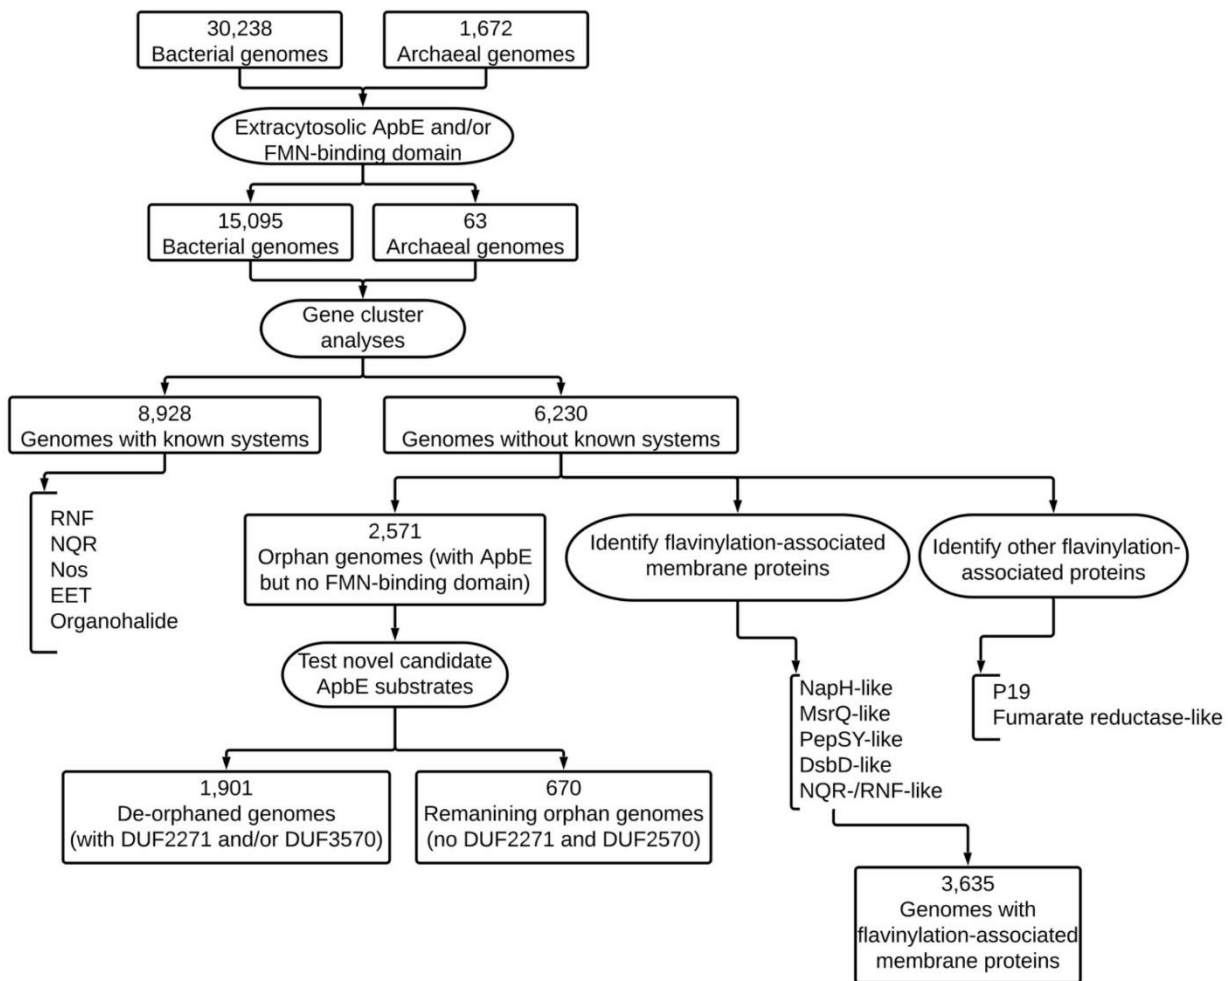 30,238
Bacterial genomes
1,672
Archaeal genomes
Extracytosolic ApbE and/or
FMN-binding domain
15,095
Bacterial genomes
63
Archaeal genomes
Gene cluster
analyses
8,928
Genomes with known systems
6,230
Genomes without known systems
RNF
NQR
Nos
EET
Organohalide
2,571
Orphan genomes (with ApbE
but no FMN-binding domain)
Identify flavinylation-associated
membrane proteins
Identify other flavinylation-
associated proteins
Test novel candidate
ApbE substrates
NapH-like
MsrQ-like
PepSY-like
DsbD-like
NQR-/RNF-like
P19
Fumarate reductase-like
1,901
De-orphaned genomes
(with DUF2271 and/or DUF3570)
670
Remanining orphan genomes
(no DUF2271 and DUF2570)
3,635
Genomes with
flavinylation-associated
membrane proteins